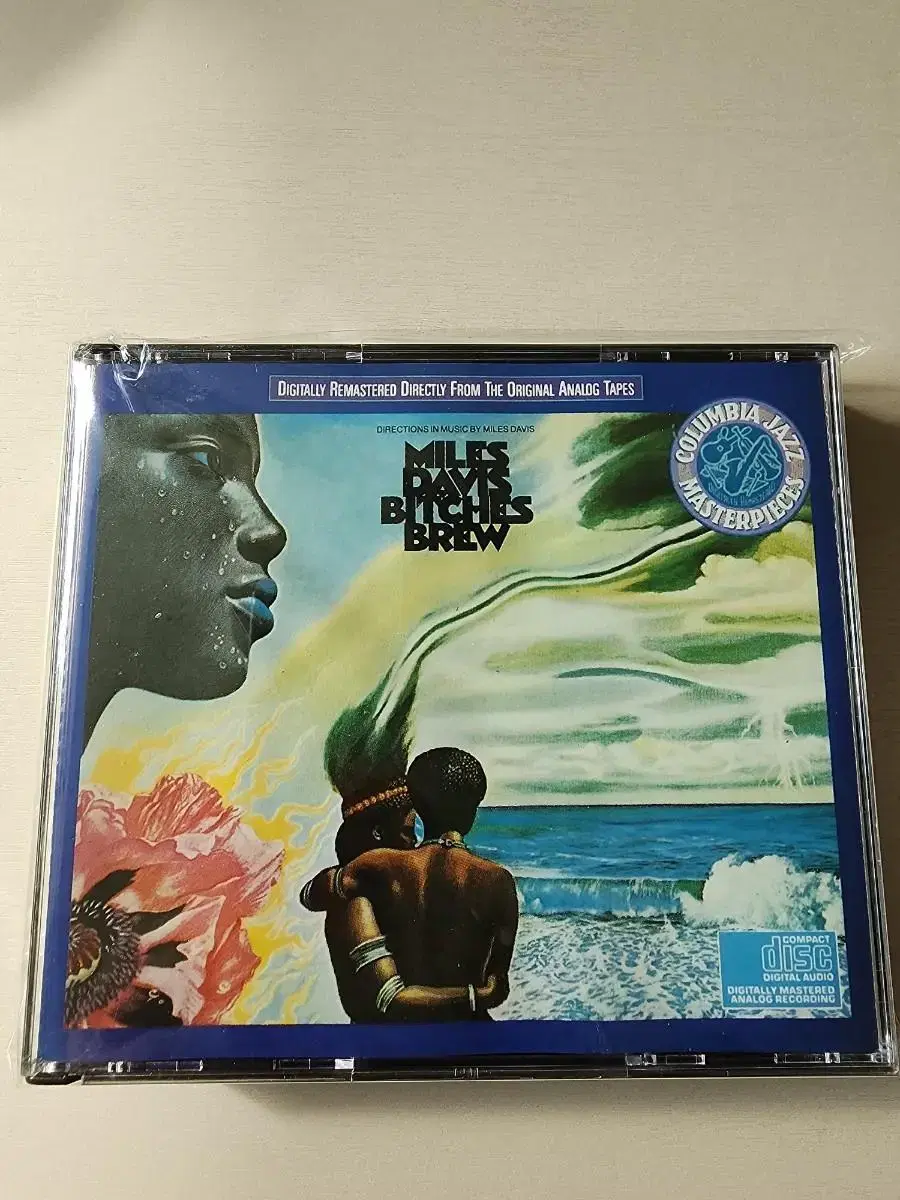 DIGITALLY REMASTERED DIRECTLY FROM THE ORIGINAL ANALOG TAPES
DIRECTIONS IN MUSIC BY MILES DAVIS
MILES
DAVIS
BITCHES
BREW
COLUMBIA JAZZ
MASTERPIECES
COMPACT
disc
DIGITAL AUDIO
DIGITALLY MASTERED
ANALOG RECORDING